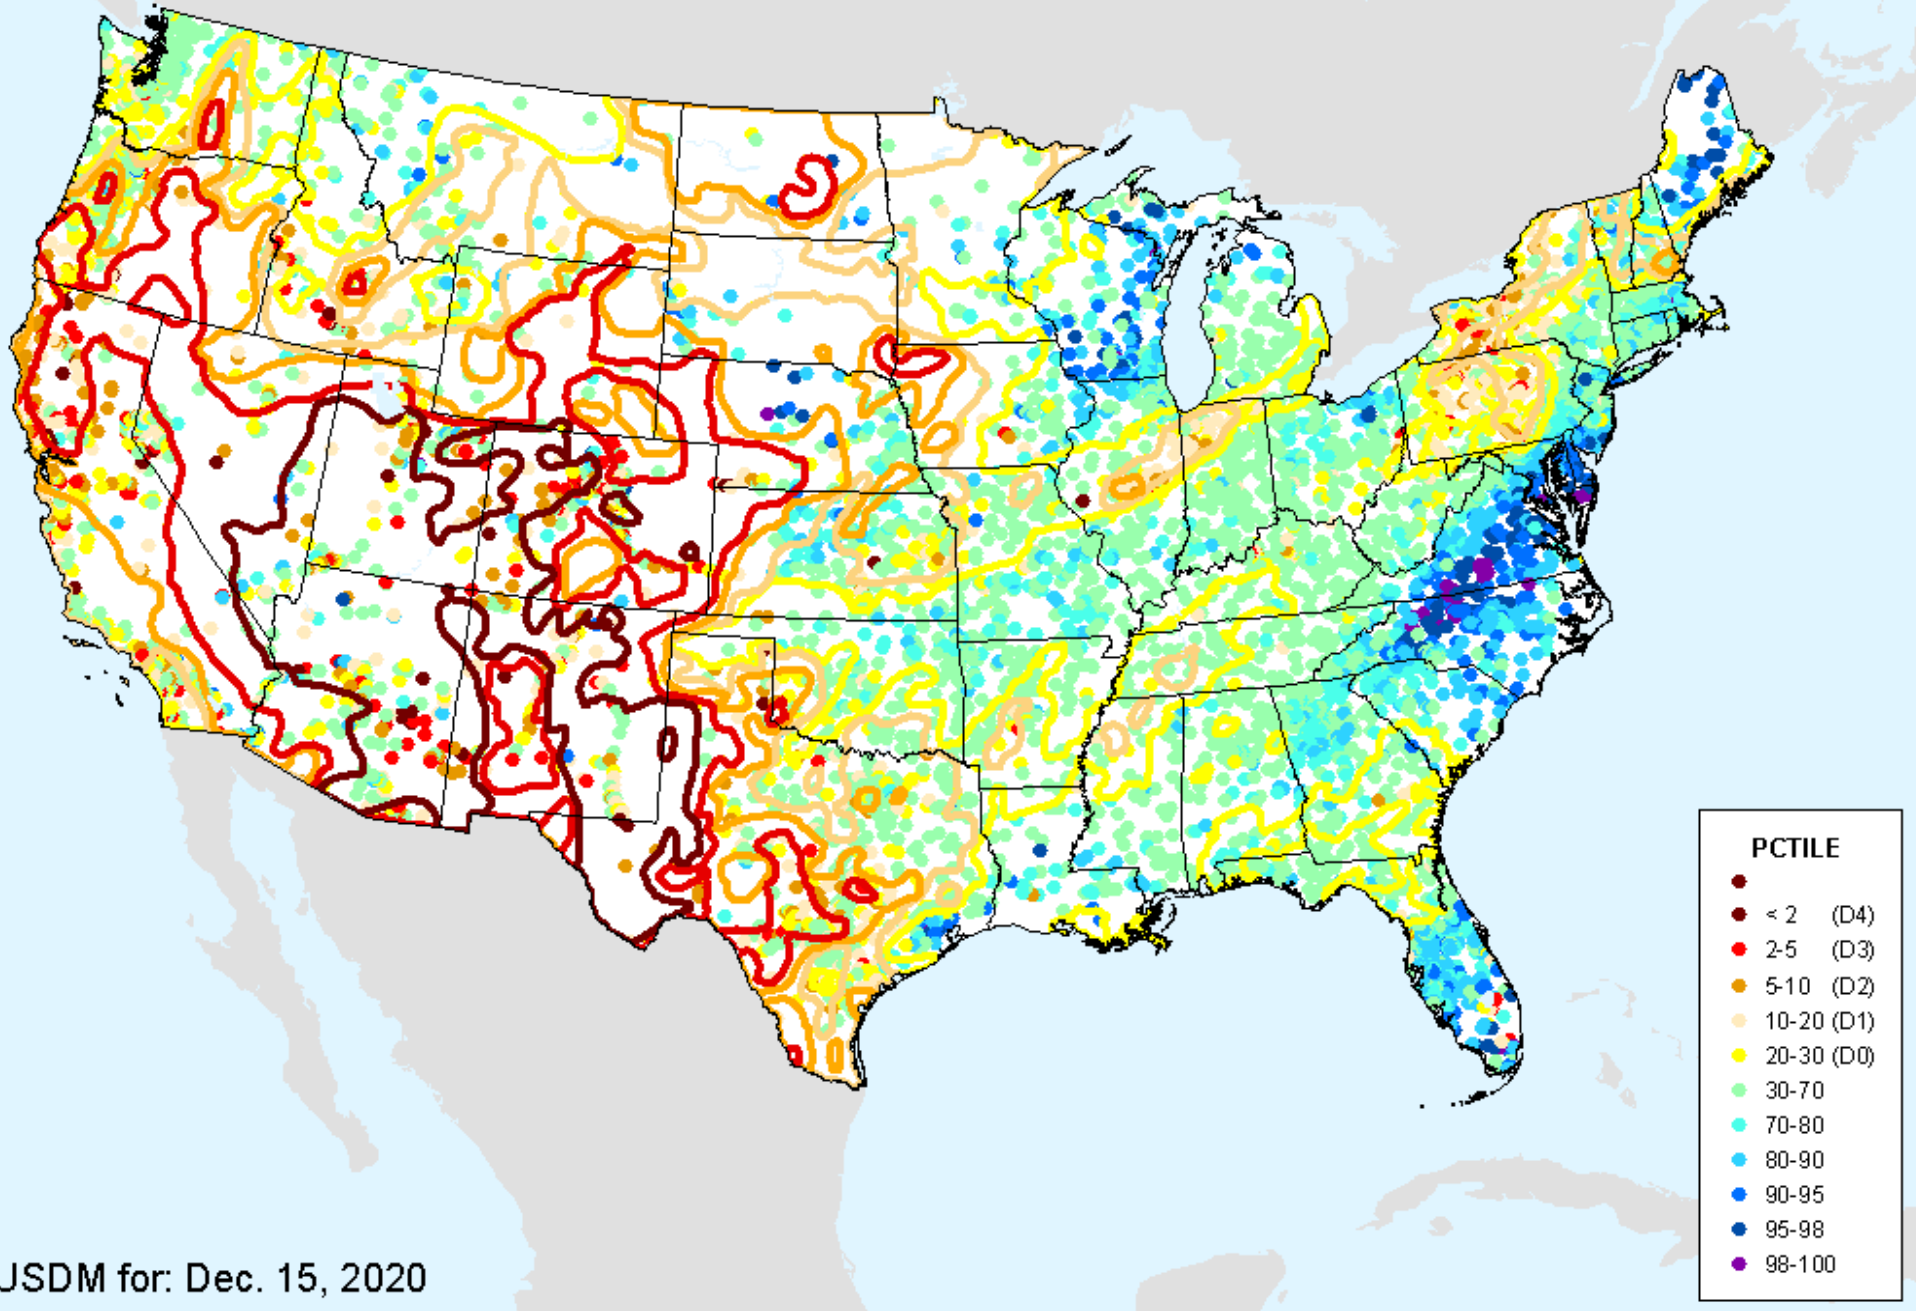 PCTILE
< 2 (D4)
2-5 (D3)
5-10 (D2)
10-20 (D1)
20-30 (D0)
30-70
70-80
80-90
90-95
95-98
98-100
USDM for: Dec. 15, 2020